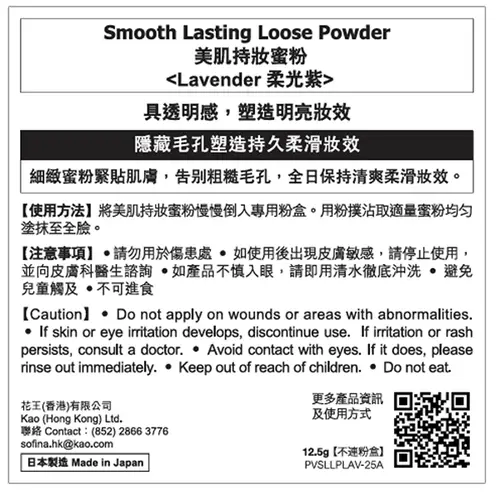 Smooth Lasting Loose Powder
美肌持妝蜜粉
<Lavender 柔光紫>
具透明感，塑造明亮妝效
隱藏毛孔塑造持久柔滑妝效
細緻蜜粉緊貼肌膚，告别粗糙毛孔，全日保持清爽柔滑妝效。
【使用方法】將美肌持妝蜜粉慢慢倒入專用粉盒。用粉撲沾取適量蜜粉均勻
塗抹至全臉。
【注意事項】•請勿用於傷患處 • 如使用後出現皮膚敏感，請停止使用，
並向皮膚科醫生諮詢 •如產品不慎入眼，請即用清水徹底沖洗 • 避免
兒童觸及 •不可進食
【Caution】 • Do not apply on wounds or areas with abnormalities.
• If skin or eye irritation develops, discontinue use. If irritation or rash
persists, consult a doctor. • Avoid contact with eyes. If it does, please
rinse out immediately. • Keep out of reach of children. • Do not eat.
花王(香港)有限公司
Kao (Hong Kong) Ltd.
聯絡 Contact：(852) 2866 3776
sofina.hk@kao.com
日本製造 Made in Japan
更多產品資訊
及使用方式
12.5g【不連粉盒】
PVSLLPLAV-25A